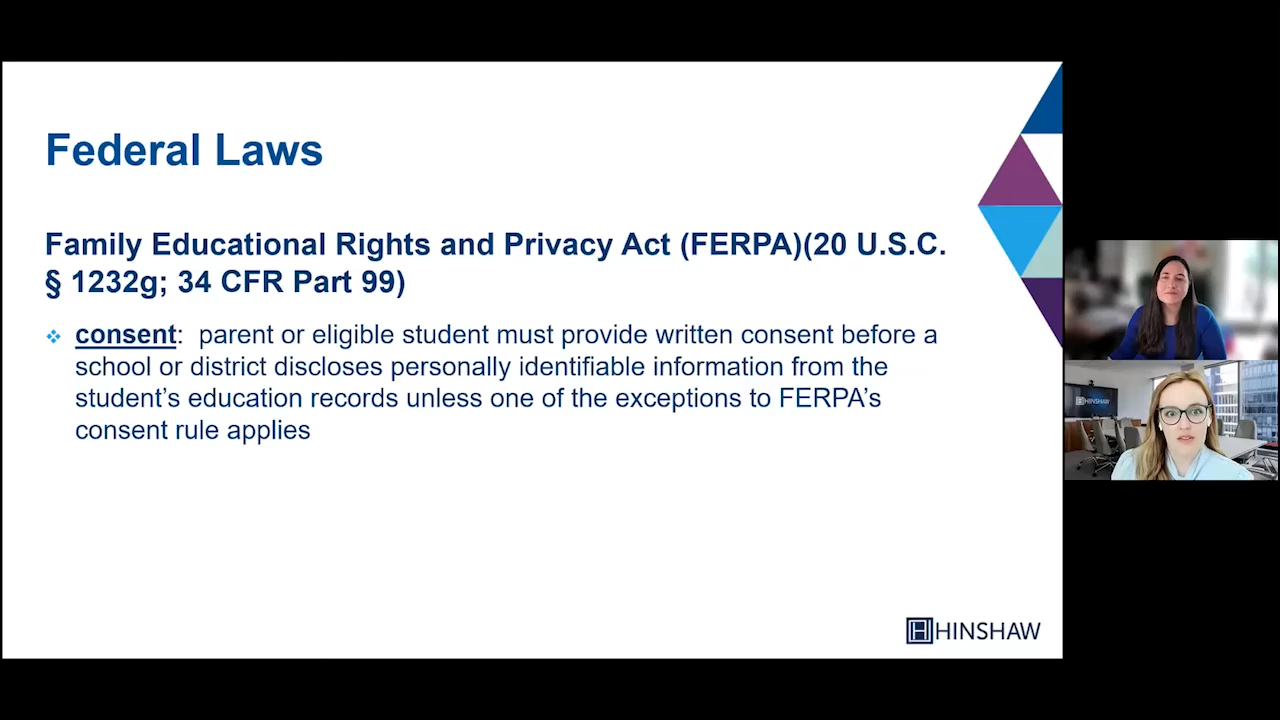 Federal Laws
Family Educational Rights and Privacy Act (FERPA)(20 U.S.C.
§ 1232g; 34 CFR Part 99)
consent: parent or eligible student must provide written consent before a
school or district discloses personally identifiable information from the
student’s education records unless one of the exceptions to FERPA’s
consent rule applies
HINSHAW
HINSHAW